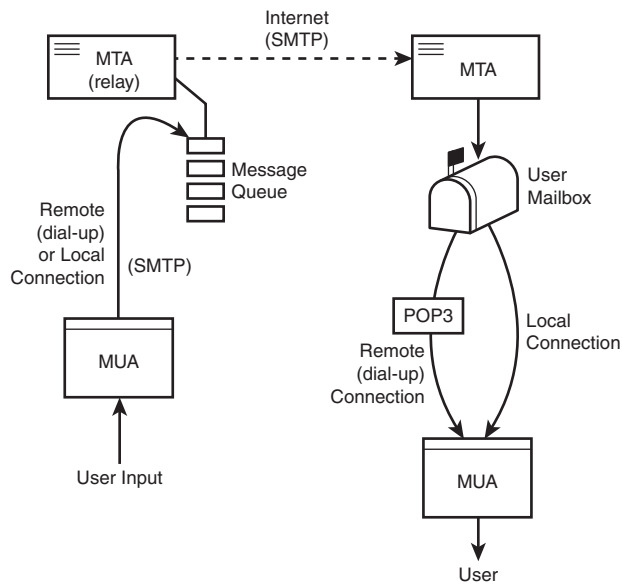 Internet
(SMTP)
MTA
(relay)
MTA
Message
Queue
User
Mailbox
Remote
(dial-up)
or Local
Connection
(SMTP)
POP3
Local
Connection
Remote
(dial-up)
Connection
MUA
User Input
MUA
User